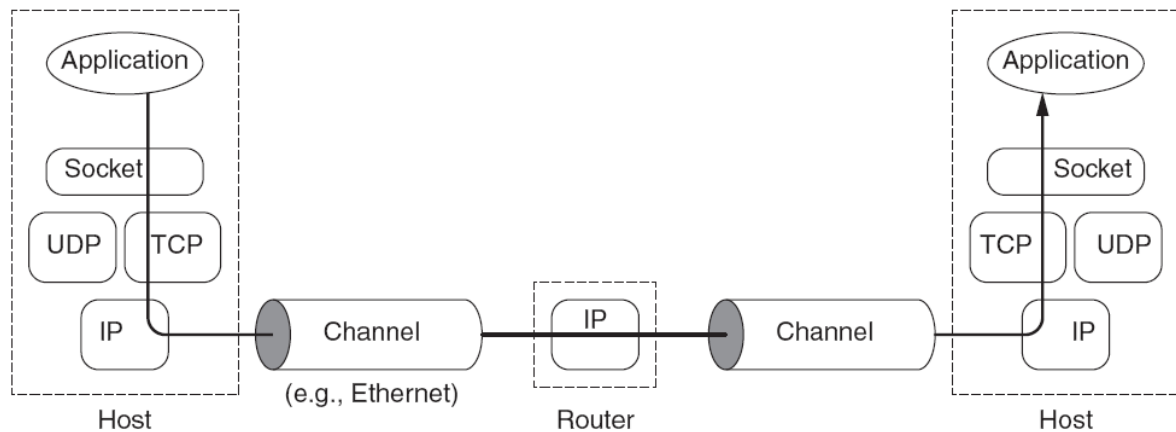 Application
Application
Socket
Socket
UDP
TCP
TCP
UDP
IP
Channel
IP
Channel
IP
(e.g., Ethernet)
Host
Router
Host